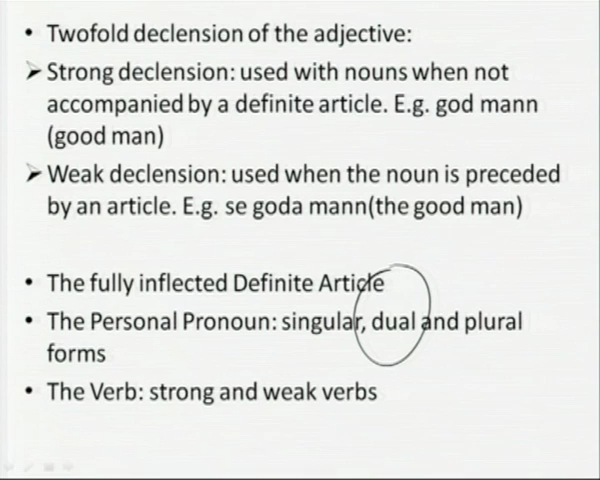 • Twofold declension of the adjective:
➢ Strong declension: used with nouns when not
accompanied by a definite article. E.g. god mann
(good man)
➢ Weak declension: used when the noun is preceded
by an article. E.g. se goda mann(the good man)
• The fully inflected Definite Article
• The Personal Pronoun: singular, dual and plural
forms
• The Verb: strong and weak verbs